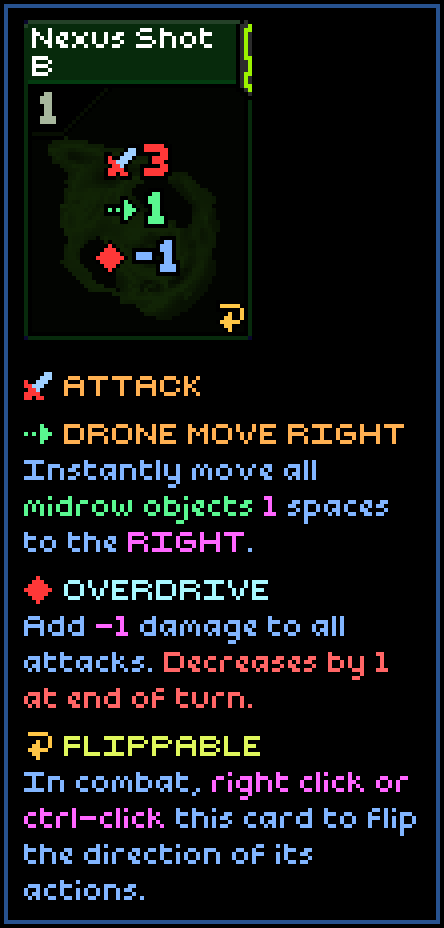 Nexus Shot
B
1
3
1
-1
ATTACK
DRONE MOVE RIGHT
Instantly move all
midrow objects 1 spaces
to the RIGHT.
OVERDRIVE
Add -1 damage to all
attacks. Decreases by 1
at end of turn.
FLIPPABLE
In combat, right click or
ctrl-click this card to flip
the direction of its
actions.